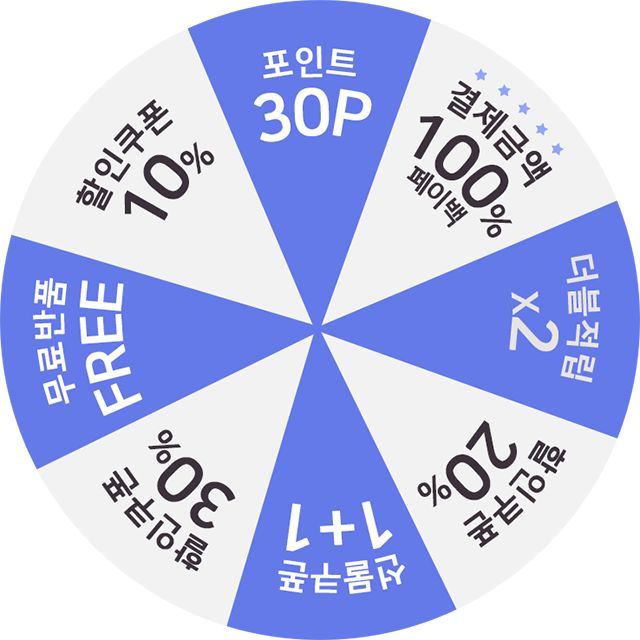 포인트
30P
결제금액
100%
페이백
더블적립
x2
할인쿠폰
20%
선물쿠폰
1+1
할인쿠폰
30%
무료반품
FREE
할인쿠폰
10%